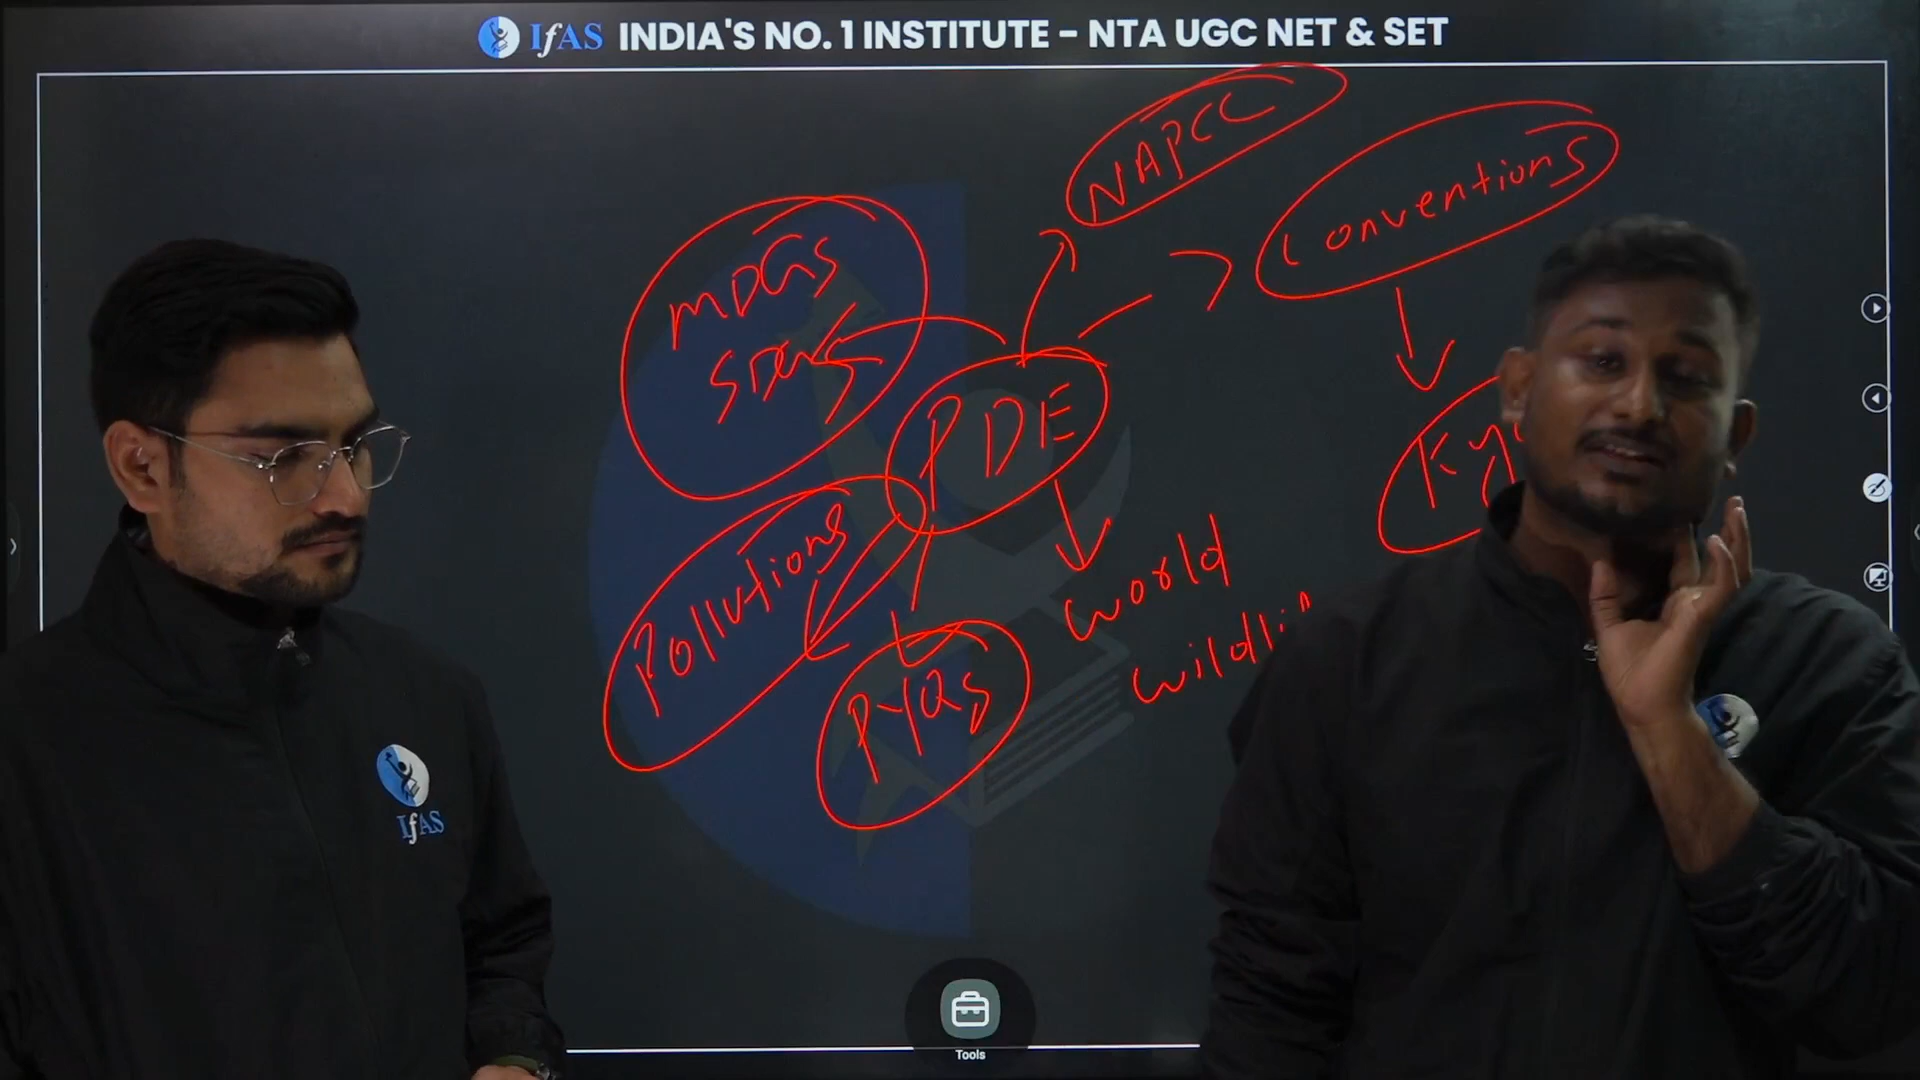 IfAS INDIA'S NO. 1 INSTITUTE - NTA UGC NET & SET
NAPCC
Conventions
MDGs
SDGs
PDE
Pollutions
PYQs
World
Tools
IfAS